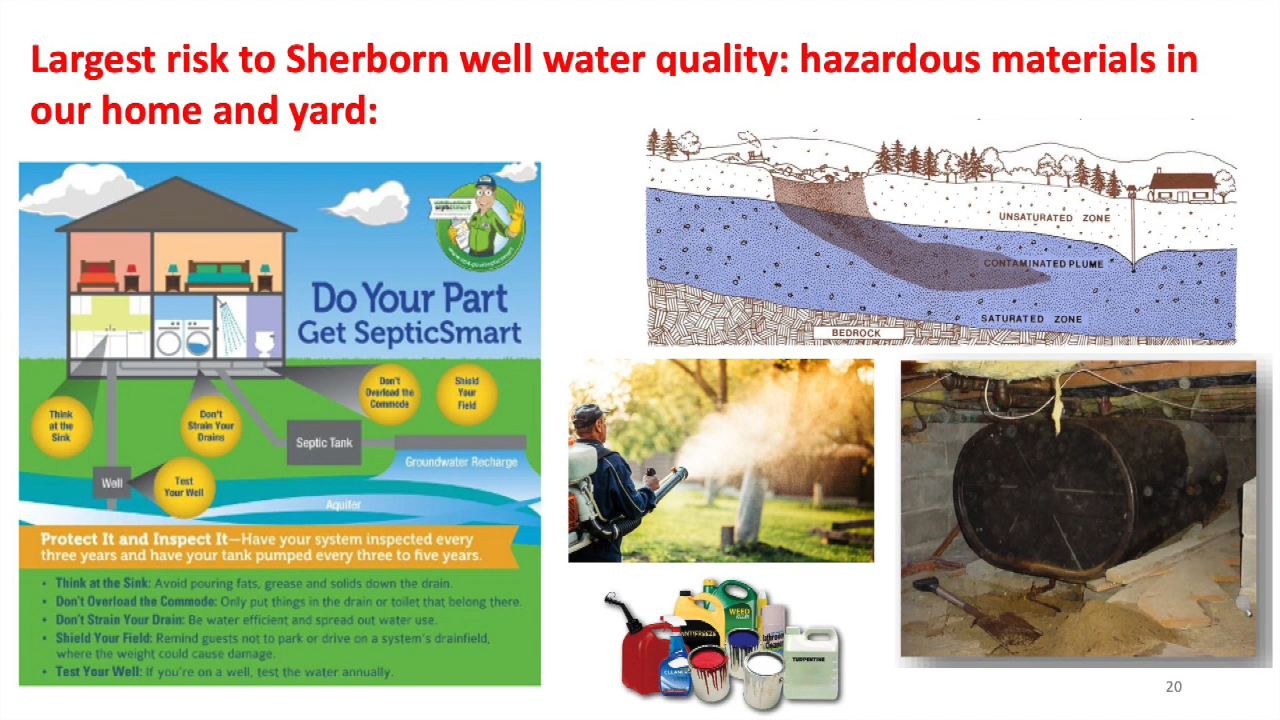 Largest risk to Sherborn well water quality: hazardous materials in
our home and yard:
Do Your Part
Get SepticSmart
Think
at the
Sink
Don't
Strain Your
Drains
Don't
Overload the
Commode
Shield
Your
Field
Septic Tank
Groundwater Recharge
Well
Test
Your Well
Aquifer
Protect It and Inspect It—Have your system inspected every
three years and have your tank pumped every three to five years.
• Think at the Sink: Avoid pouring fats, grease and solids down the drain.
• Don't Overload the Commode: Only put things in the drain or toilet that belong there.
• Don't Strain Your Drain: Be water efficient and spread out water use.
• Shield Your Field: Remind guests not to park or drive on a system's drainfield,
where the weight could cause damage.
• Test Your Well: If you're on a well, test the water annually.
UNSATURATED ZONE
CONTAMINATED PLUME
SATURATED ZONE
BEDROCK
WEED
KILLER
ANTIFREEZE
Bathroom
Cleaner
CLEANER
TURPENTINE
20